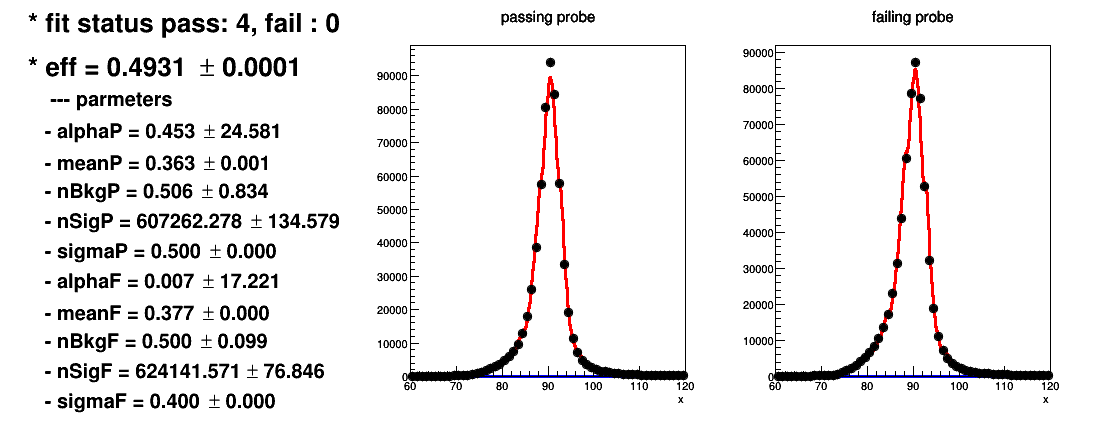 * fit status pass: 4, fail : 0
* eff = 0.4931 ± 0.0001
--- parmeters
- alphaP = 0.453 ± 24.581
- meanP = 0.363 ± 0.001
- nBkgP = 0.506 ± 0.834
- nSigP = 607262.278 ± 134.579
- sigmaP = 0.500 ± 0.000
- alphaF = 0.007 ± 17.221
- meanF = 0.377 ± 0.000
- nBkgF = 0.500 ± 0.099
- nSigF = 624141.571 ± 76.846
- sigmaF = 0.400 ± 0.000
passing probe
90000
80000
70000
60000
50000
40000
30000
20000
10000
0
60 70 80 90 100 110 120
x
failing probe
90000
80000
70000
60000
50000
40000
30000
20000
10000
0
60 70 80 90 100 110 120
x